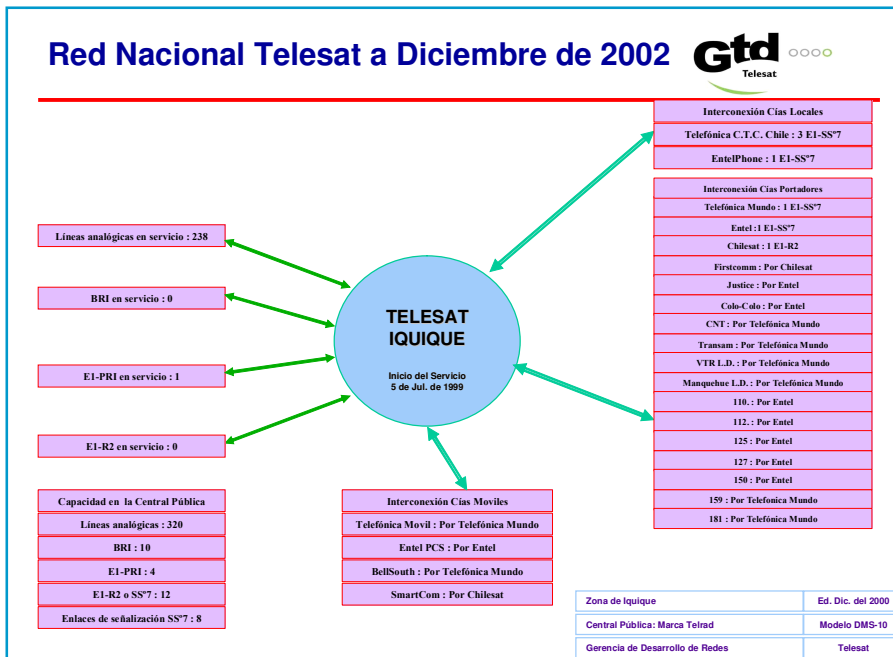 Red Nacional Telesat a Diciembre de 2002
Gtd
Telesat
Interconexión Cías Locales
Telefónica C.T.C. Chile : 3 E1-SSº7
EntelPhone : 1 E1-SSº7
Interconexión Cías Portadores
Telefónica Mundo : 1 E1-SSº7
Entel :1 E1-SSº7
Chilesat : 1 E1-R2
Firstcomm : Por Chilesat
Justice : Por Entel
Colo-Colo : Por Entel
CNT : Por Telefónica Mundo
Transam : Por Telefónica Mundo
VTR L.D. : Por Telefónica Mundo
Manquehue L.D. : Por Telefónica Mundo
110. : Por Entel
112. : Por Entel
125 : Por Entel
127 : Por Entel
150 : Por Entel
159 : Por Telefonica Mundo
181 : Por Telefónica Mundo
Líneas analógicas en servicio : 238
BRI en servicio : 0
E1-PRI en servicio : 1
E1-R2 en servicio : 0
TELESAT
IQUIQUE
Inicio del Servicio
5 de Jul. de 1999
Capacidad en la Central Pública
Líneas analógicas : 320
BRI : 10
E1-PRI : 4
E1-R2 o SSº7 : 12
Enlaces de señalización SSº7 : 8
Interconexión Cías Moviles
Telefónica Movil : Por Telefónica Mundo
Entel PCS : Por Entel
BellSouth : Por Telefónica Mundo
SmartCom : Por Chilesat
Zona de Iquique Ed. Dic. del 2000
Central Pública: Marca Telrad Modelo DMS-10
Gerencia de Desarrollo de Redes Telesat